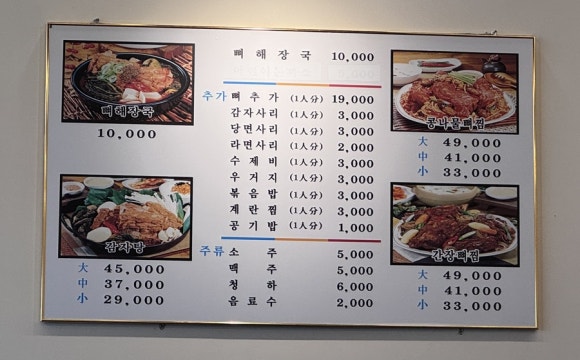 뼈해장국
10,000
감자탕
大 45,000
中 37,000
小 29,000
뼈해장국 10,000
추가 뼈추가 (1人分) 19,000
감자사리 (1人分) 3,000
당면사리 (1人分) 3,000
라면사리 (1人分) 2,000
수제비 (1人分) 3,000
우거지 (1人分) 3,000
볶음밥 (1人分) 3,000
계란찜 (1人分) 3,000
공기밥 (1人分) 1,000
주류 소주 5,000
맥주 5,000
청하 6,000
음료수 2,000
콩나물뼈찜
大 49,000
中 41,000
小 33,000
간장뼈찜
大 49,000
中 41,000
小 33,000